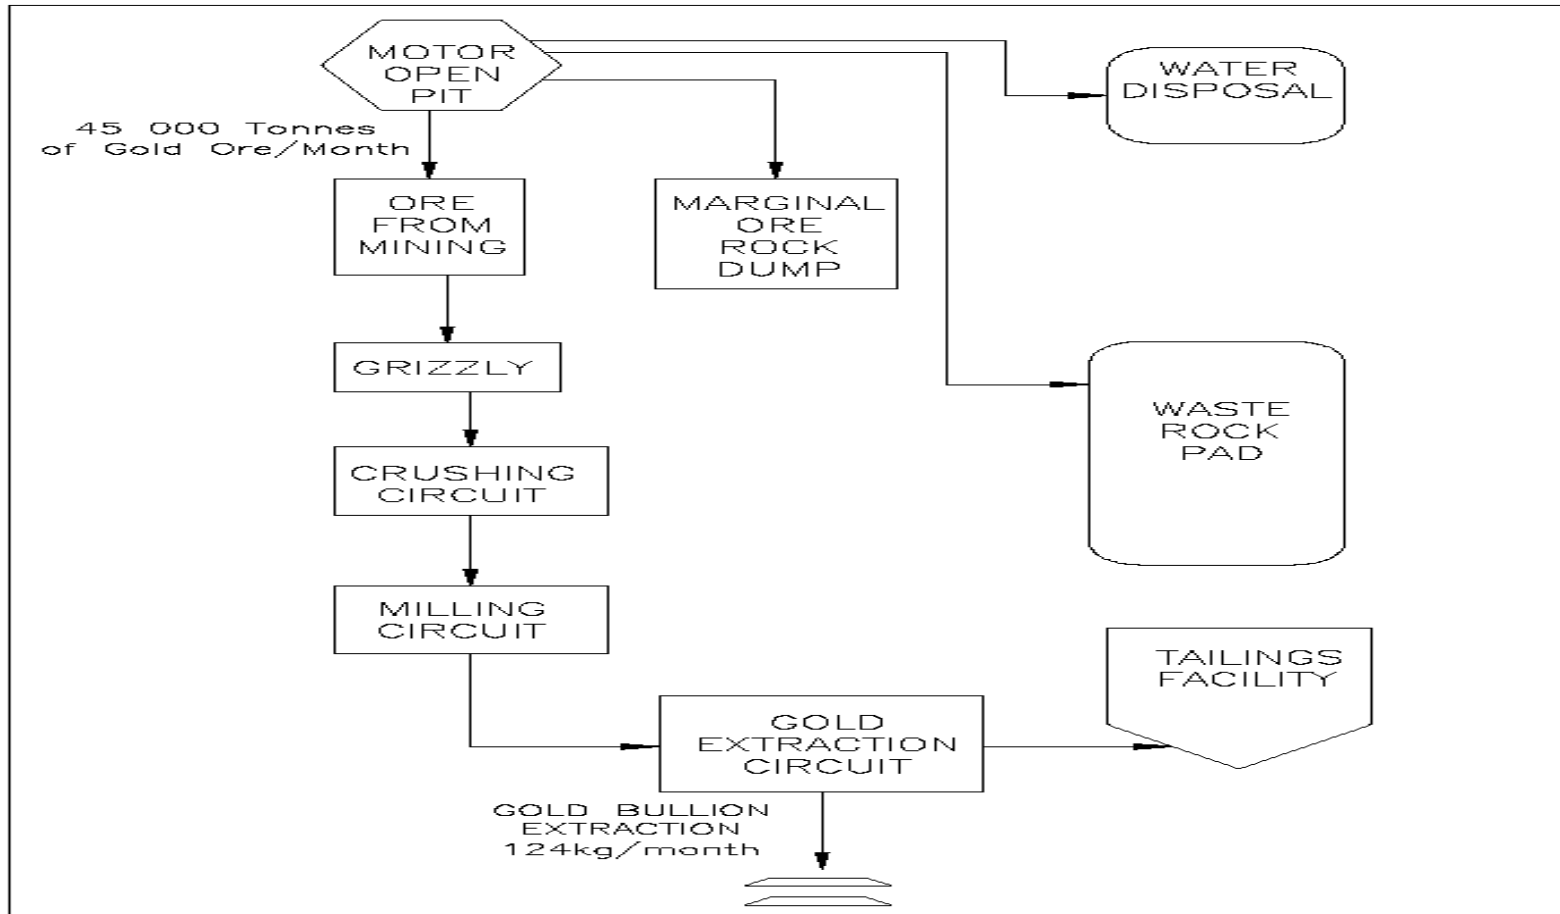 MOTOR
OPEN
PIT
WATER
DISPOSAL
45 000 Tonnes
of Gold Ore/Month
ORE
FROM
MINING
MARGINAL
ORE
ROCK
DUMP
GRIZZLY
WASTE
ROCK
PAD
CRUSHING
CIRCUIT
MILLING
CIRCUIT
TAILINGS
FACILITY
GOLD
EXTRACTION
CIRCUIT
GOLD BULLION
EXTRACTION
124kg/month